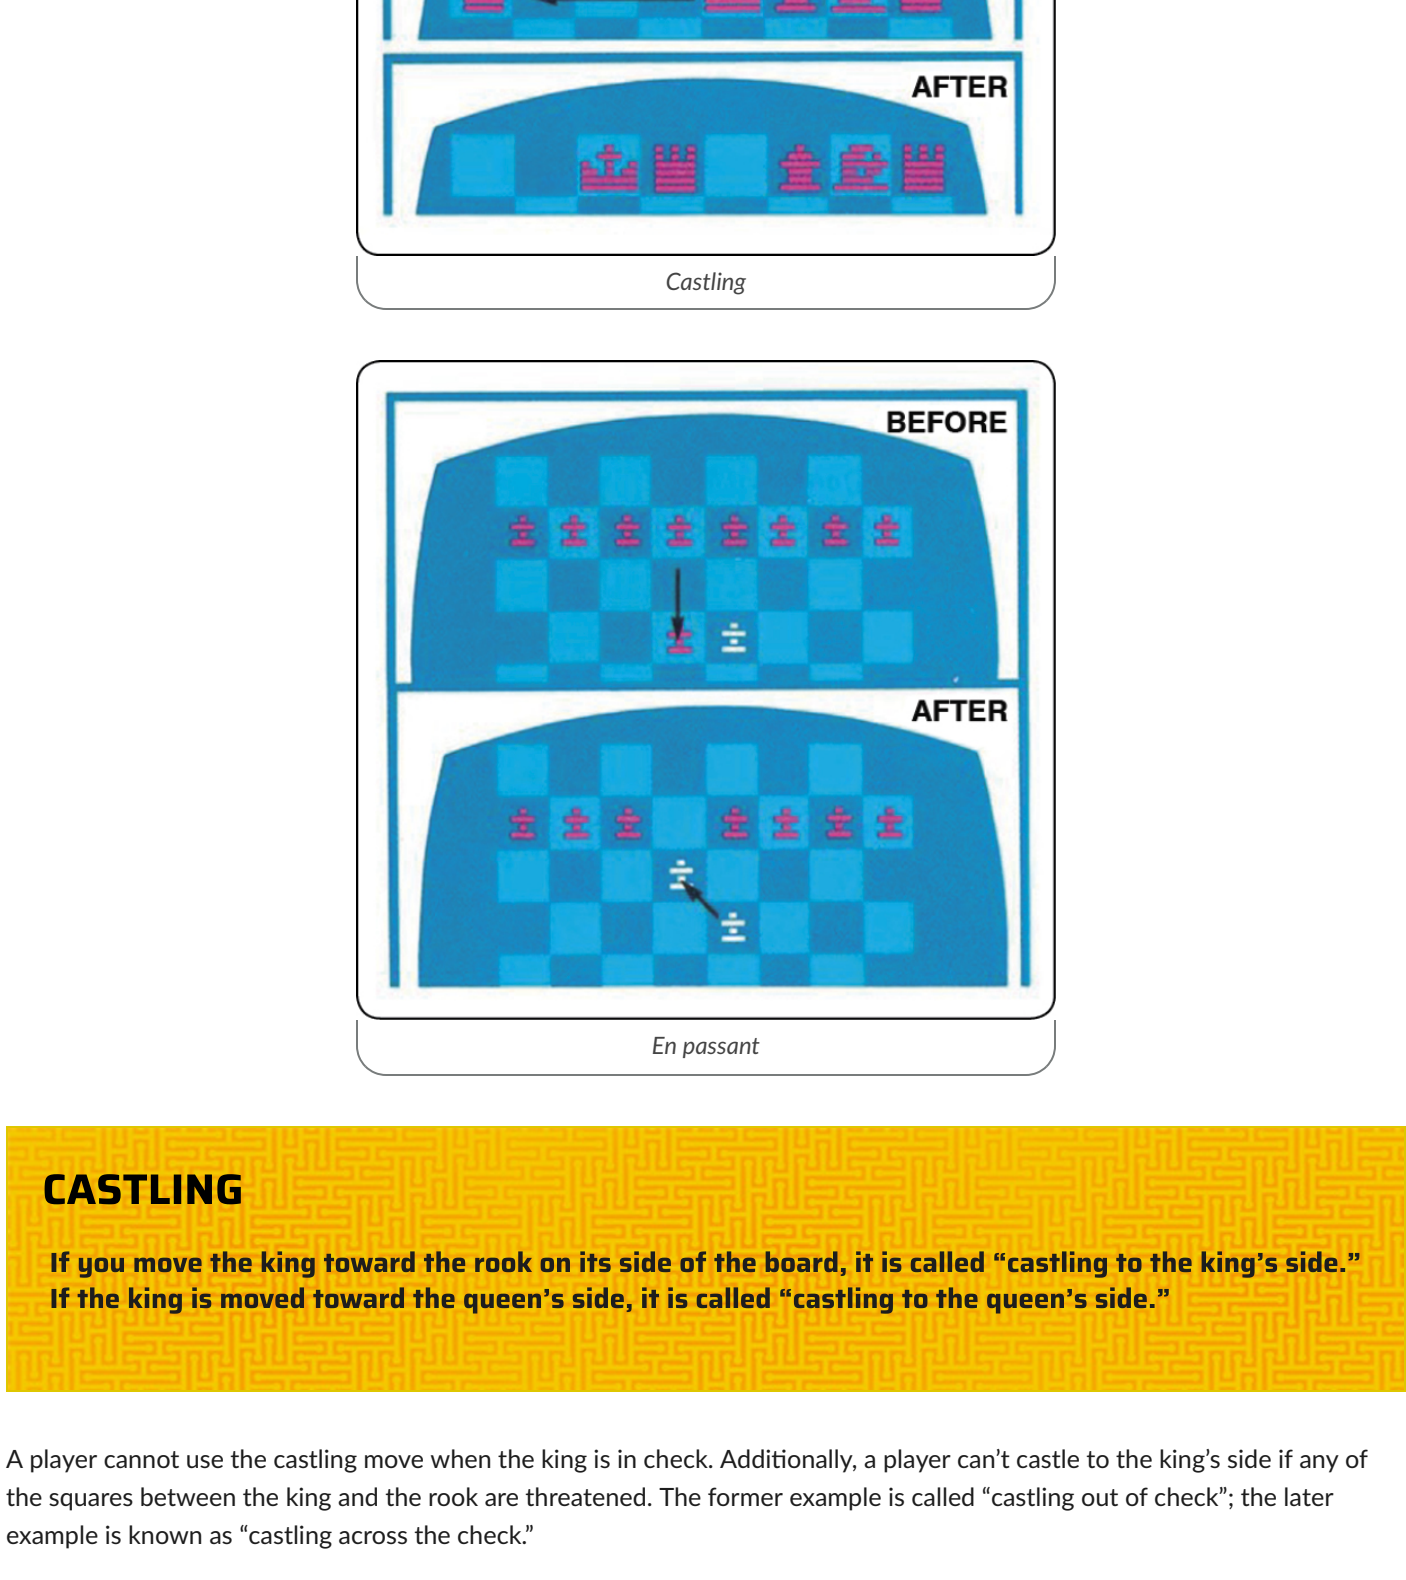 AFTER
Castling
BEFORE
AFTER
En passant
CASTLING
If you move the king toward the rook on its side of the board, it is called “castling to the king’s side.”
If the king is moved toward the queen’s side, it is called “castling to the queen’s side.”
A player cannot use the castling move when the king is in check. Additionally, a player can’t castle to the king’s side if any of
the squares between the king and the rook are threatened. The former example is called “castling out of check”; the later
example is known as “castling across the check.”